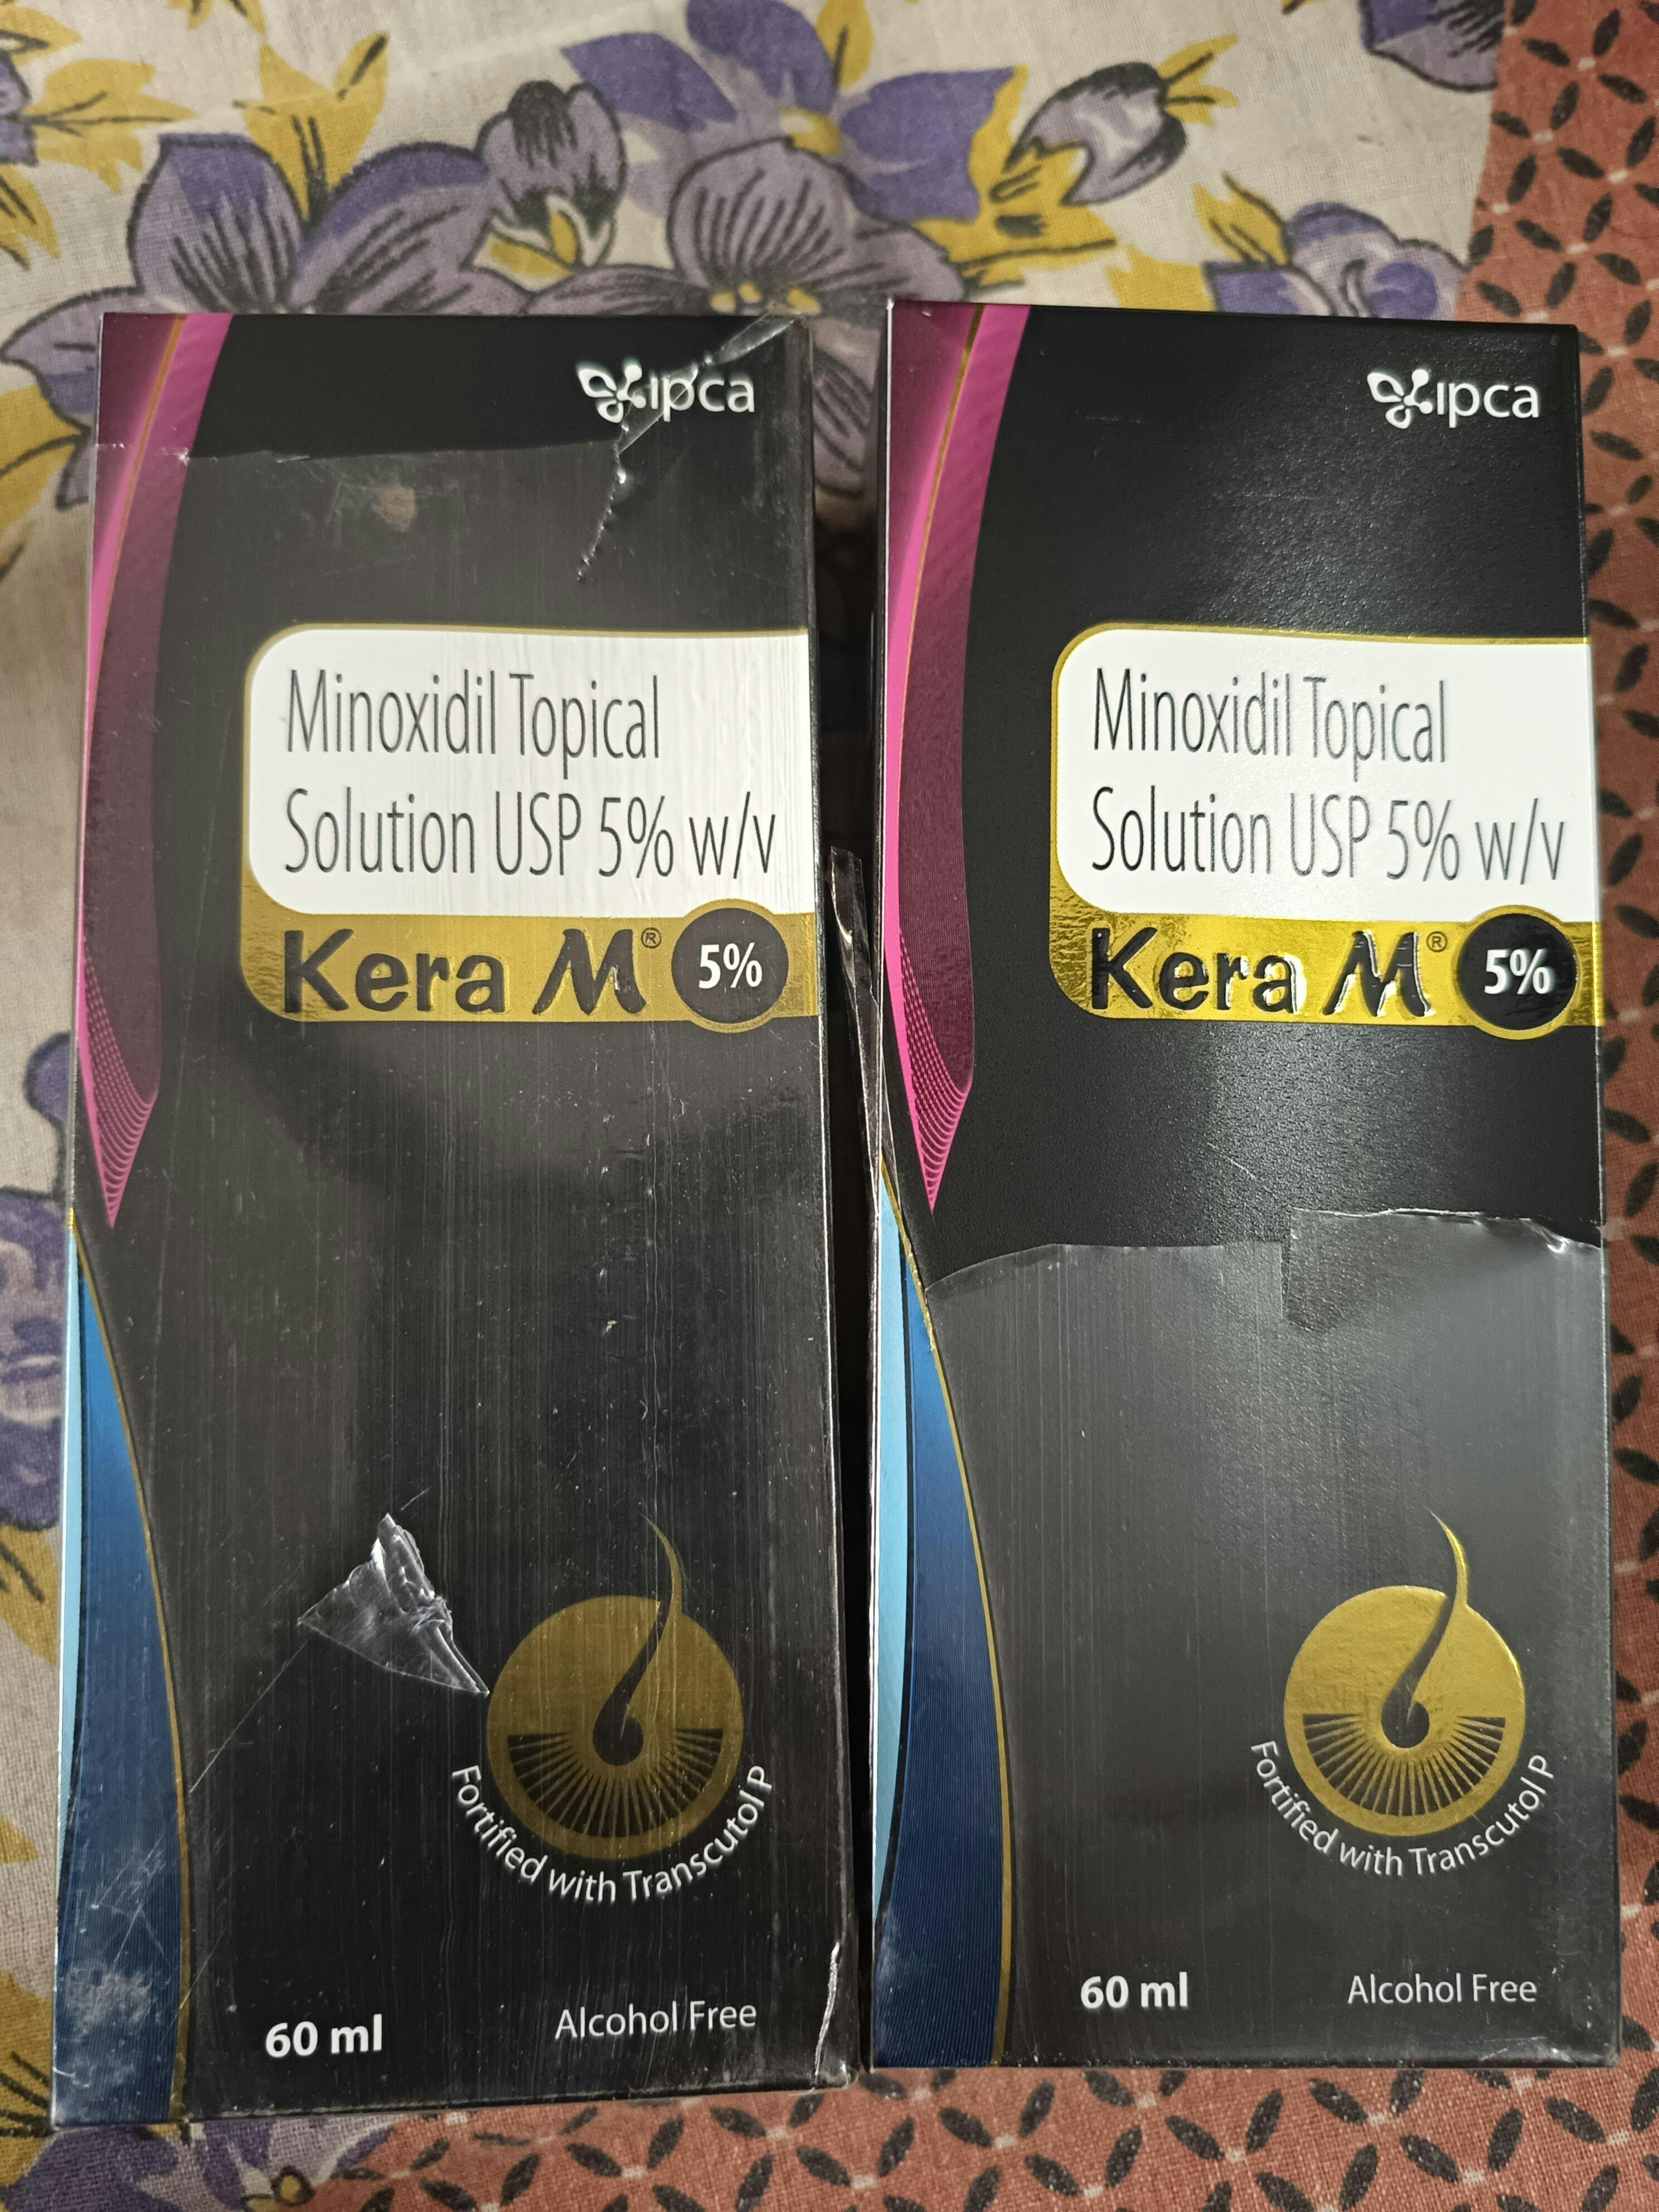 ipca
Minoxidil Topical
Solution USP 5% w/v
Kera M® 5%
Fortified with Transcutol P
60 ml
Alcohol Free
ipca
Minoxidil Topical
Solution USP 5% w/v
Kera M® 5%
Fortified with Transcutol P
60 ml
Alcohol Free